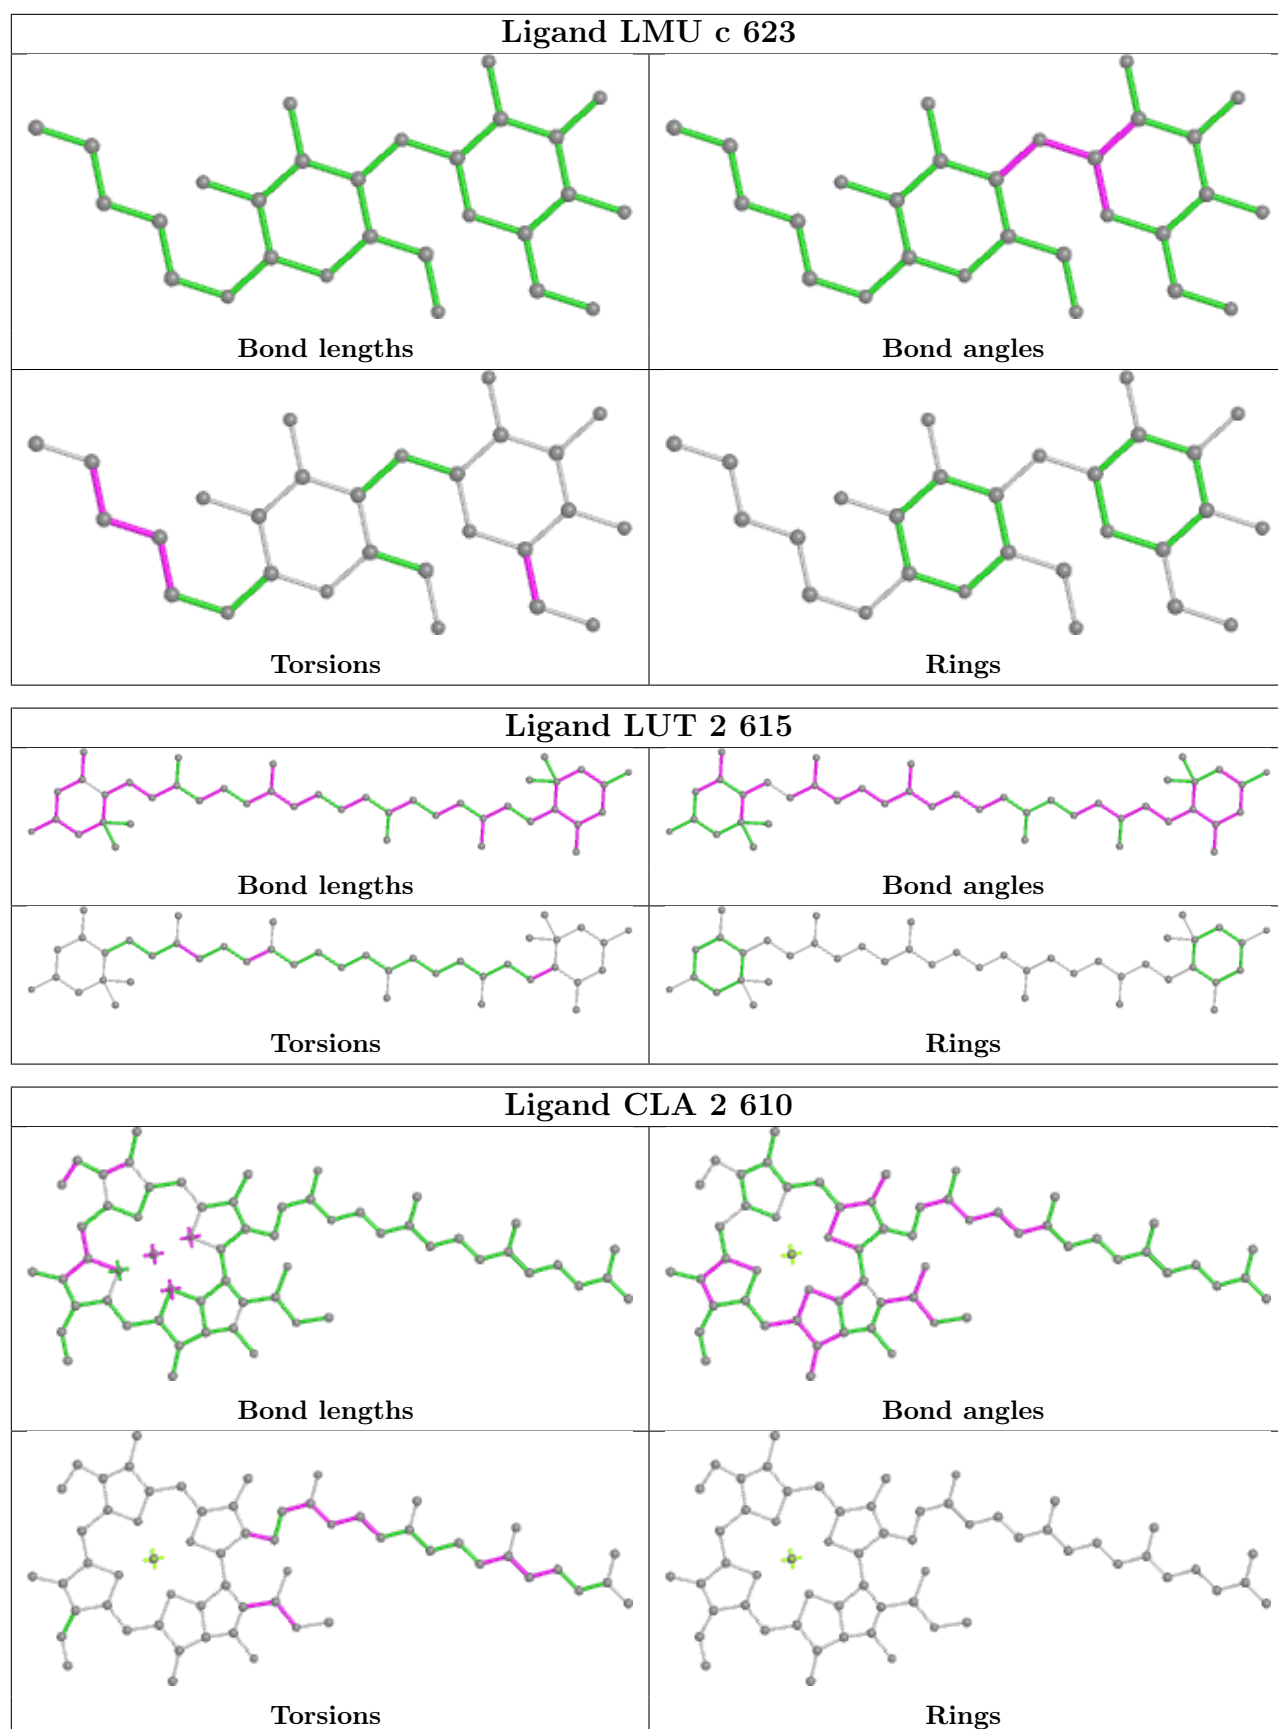 Ligand LMU c 623
Bond lengths
Bond angles
Torsions
Rings
Ligand LUT 2 615
Bond lengths
Bond angles
Torsions
Rings
Ligand CLA 2 610
Bond lengths
Bond angles
Torsions
Rings